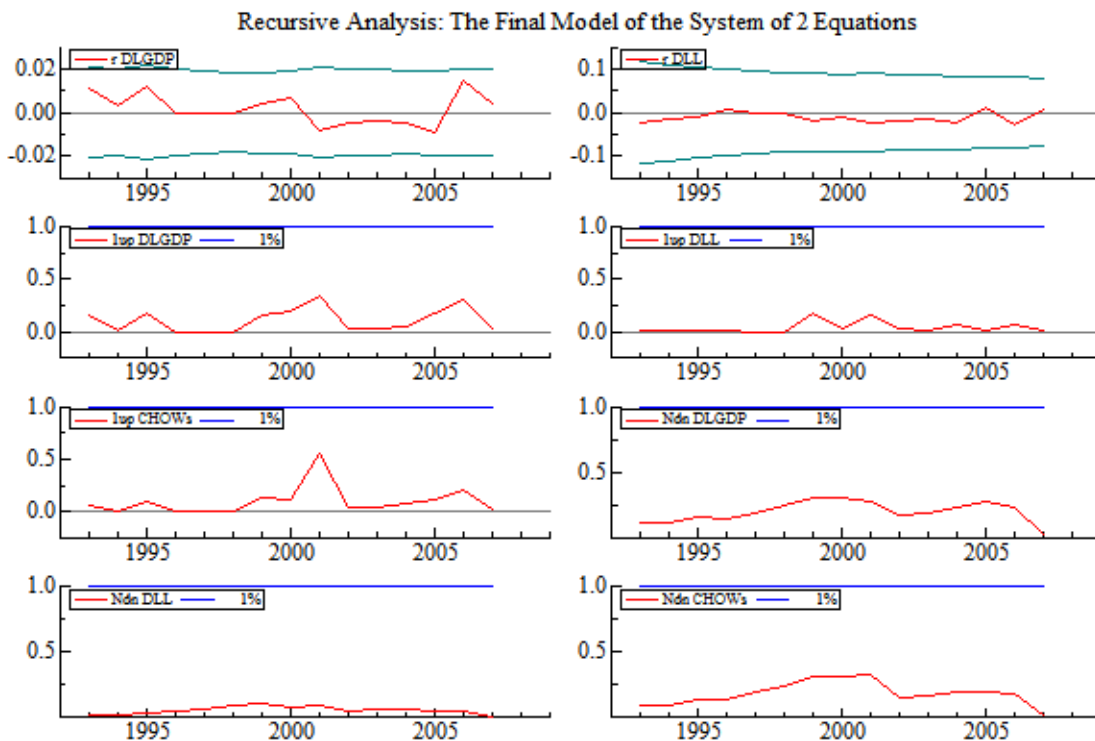 Recursive Analysis: The Final Model of the System of 2 Equations
r DLGDP
0.02
0.00
-0.02
1995 2000 2005
r DLL
0.1
0.0
-0.1
1995 2000 2005
1up DLGDP 1%
1.0
0.5
0.0
1995 2000 2005
1up DLL 1%
1.0
0.5
0.0
1995 2000 2005
1up CHOWs 1%
1.0
0.5
0.0
1995 2000 2005
Ndn DLGDP 1%
1.0
0.5
1995 2000 2005
Ndn DLL 1%
1.0
0.5
1995 2000 2005
Ndn CHOWs 1%
1.0
0.5
1995 2000 2005